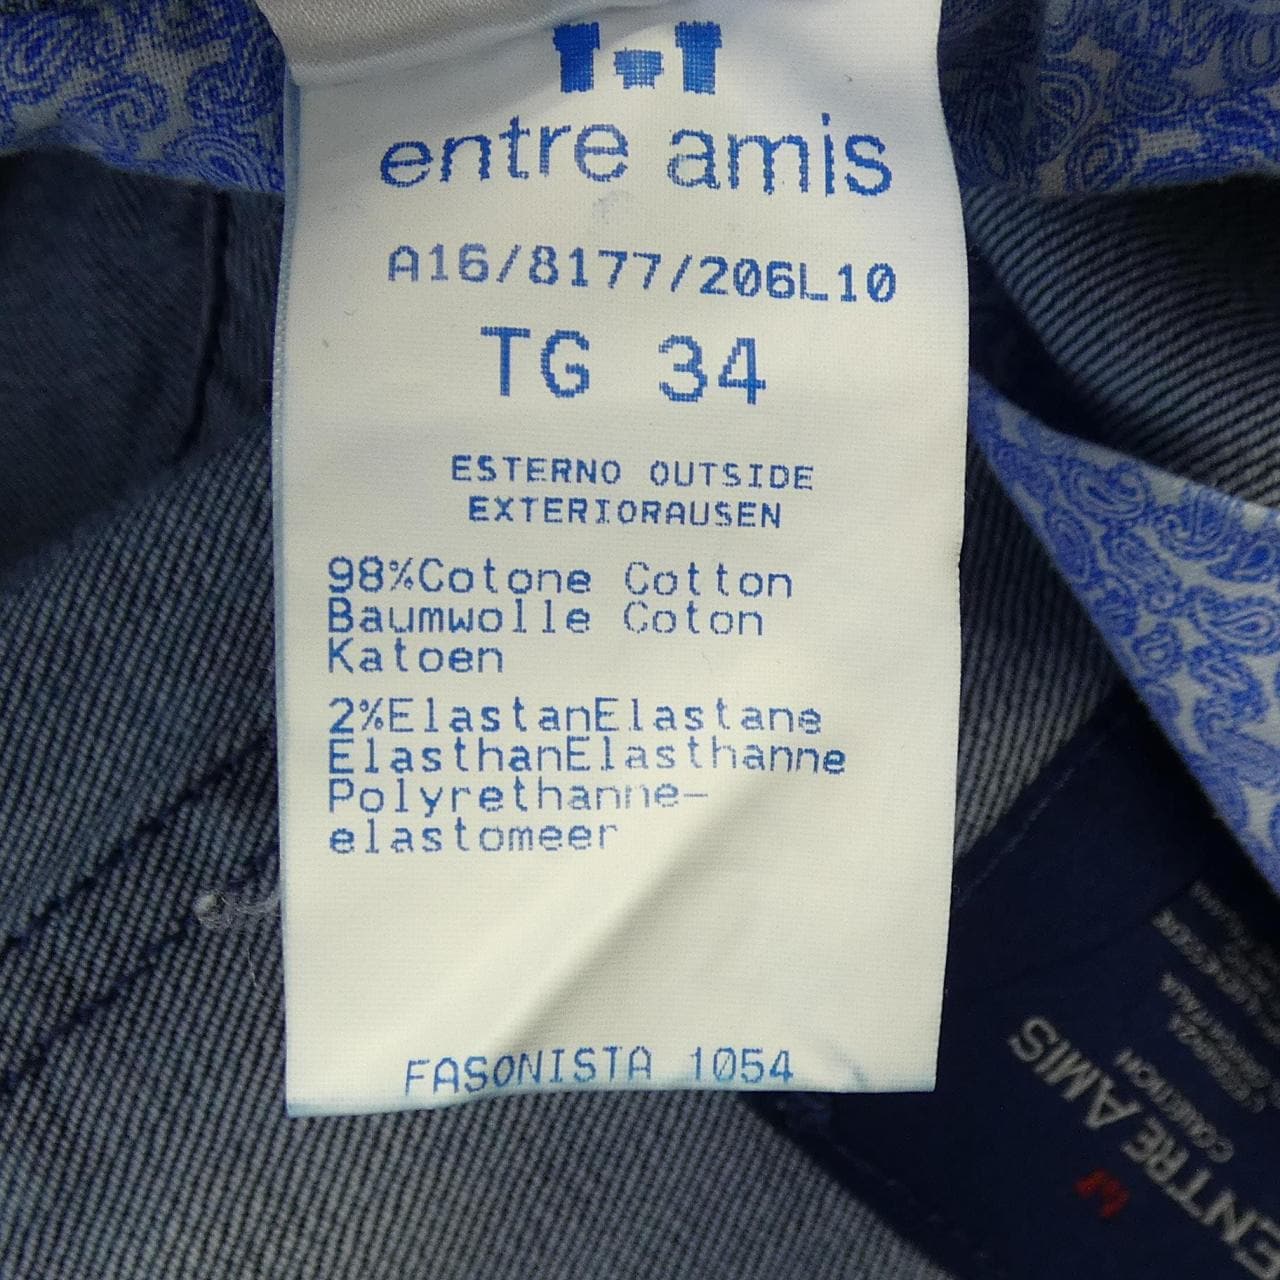 entre amis
A16/8177/206L10
TG 34
ESTERNO OUTSIDE
EXTERIORAUSEN
98%Cotone Cotton
Baumwolle Coton
Katoen
2%ElastanElastane
ElasthanElasthanne
Polyrethanne-
elastomeer
FASONISTA 1054
ENTRE AMIS